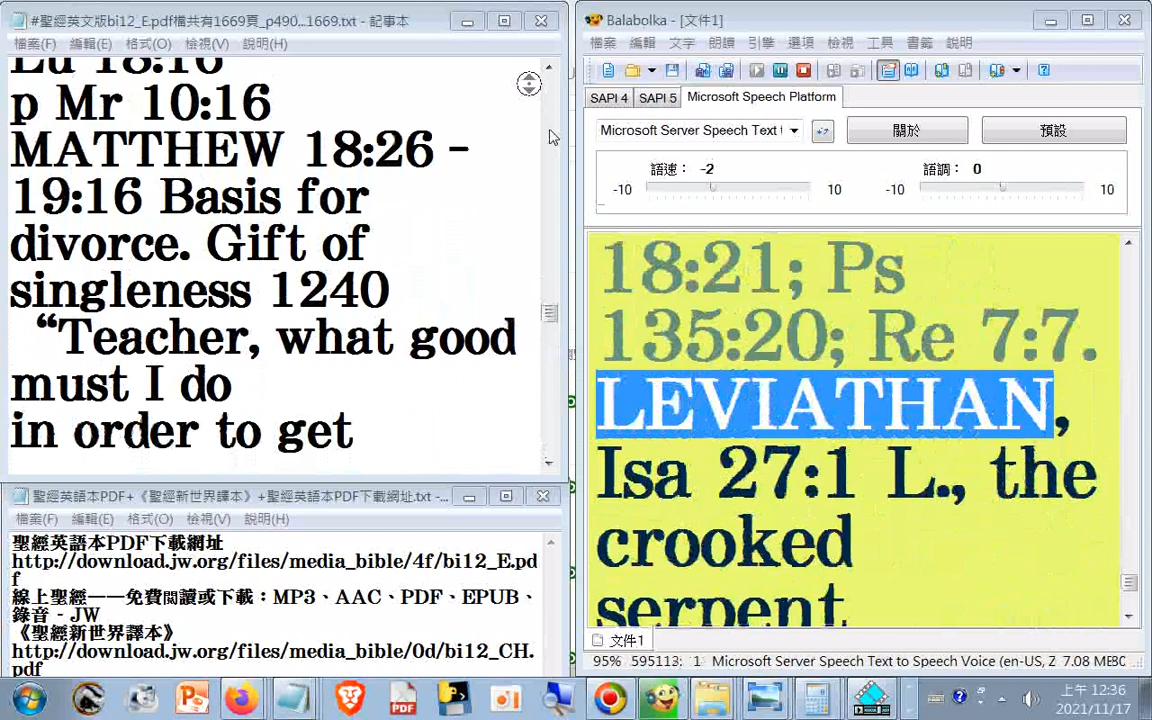 #聖經英文版bi12_E.pdf檔共有1669頁_p490...1669.txt - 記事本
檔案(F) 編輯(E) 格式(O) 檢視(V) 說明(H)
Lu 18:16
p Mr 10:16
MATTHEW 18:26 -
19:16 Basis for
divorce. Gift of
singleness 1240
“Teacher, what good
must I do
in order to get
聖經英語本PDF+《聖經新世界譯本》+聖經英語本PDF下載網址.txt -...
檔案(F) 編輯(E) 格式(O) 檢視(V) 說明(H)
聖經英語本PDF下載網址
http://download.jw.org/files/media_bible/4f/bi12_E.pd
f
線上聖經──免費閱讀或下載：MP3、AAC、PDF、EPUB、
錄音 - JW
《聖經新世界譯本》
http://download.jw.org/files/media_bible/0d/bi12_CH.
pdf
Balabolka - [文件1]
檔案 編輯 文字 朗讀 引擎 選項 檢視 工具 書籤 說明
SAPI 4 SAPI 5 Microsoft Speech Platform
Microsoft Server Speech Text t 關於 預設
語速： -2 語調： 0
-10 10 -10 10
18:21; Ps
135:20; Re 7:7.
LEVIATHAN,
Isa 27:1 L., the
crooked
serpent
文件1
95% 595113: 1 Microsoft Server Speech Text to Speech Voice (en-US, Z 7.08 MB
上午 12:36
2021/11/17